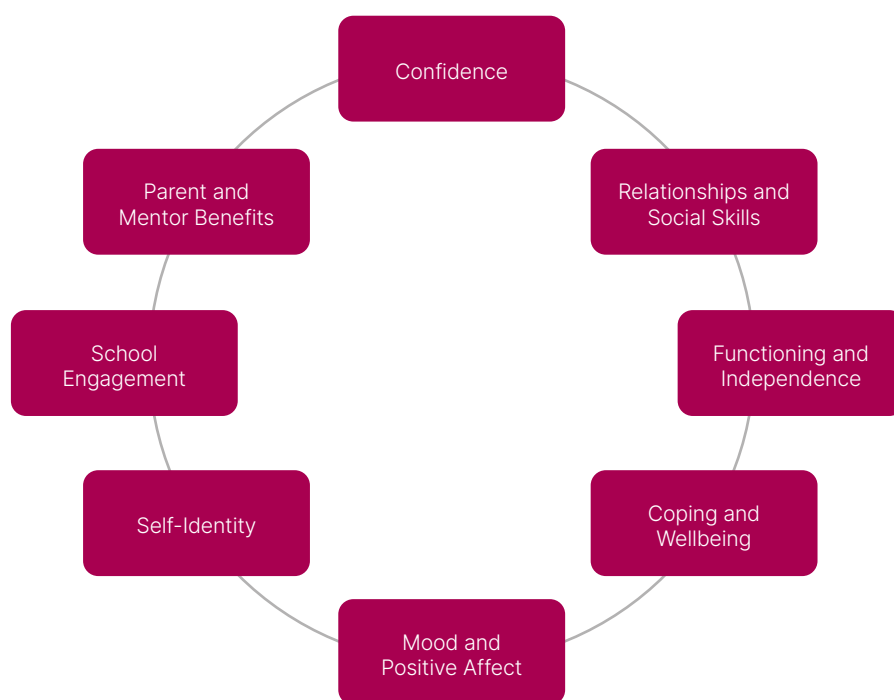 Confidence
Relationships and
Social Skills
Functioning and
Independence
Coping and
Wellbeing
Mood and
Positive Affect
Self-Identity
School
Engagement
Parent and
Mentor Benefits